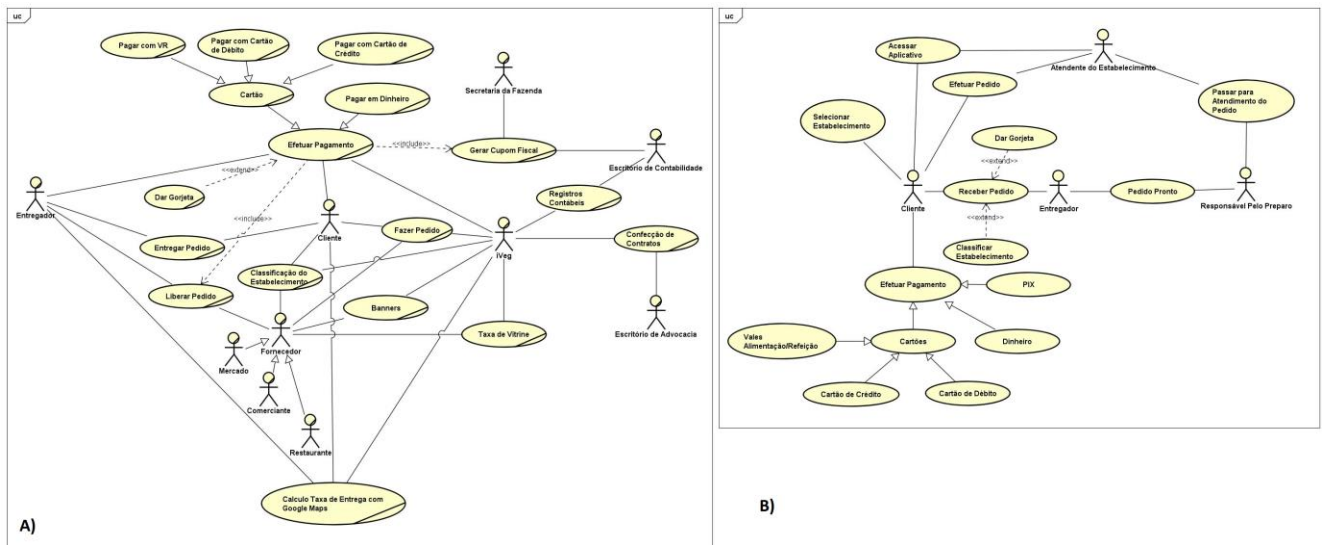 uc
Pagar com VR
Pagar com Cartão
de Débito
Pagar com Cartão de
Crédito
Cartão
Pagar em Dinheiro
Secretaria da Fazenda
Efetuar Pagamento
<<include>>
Gerar Cupom Fiscal
Escritório de Contabilidade
Entregador
Dar Gorjeta
<<extend>>
<<include>>
Registros
Contábeis
Cliente
Fazer Pedido
Entregar Pedido
IVeg
Confecção de
Contratos
Classificação do
Estabelecimento
Liberar Pedido
Banners
Escritório de Advocacia
Fornecedor
Taxa de Vitrine
Mercado
Comerciante
Restaurante
Calculo Taxa de Entrega com
Google Maps
A)
uc
Acessar
Aplicativo
Atendente do Estabelecimento
Efetuar Pedido
Passar para
Atendimento do
Pedido
Selecionar
Estabelecimento
Dar Gorjeta
<<extend>>
Cliente
Receber Pedido
Entregador
Pedido Pronto
Responsável Pelo Preparo
<<extend>>
Classificar
Estabelecimento
Efetuar Pagamento
PIX
Vales
Alimentação/Refeição
Cartões
Dinheiro
Cartão de Crédito
Cartão de Débito
B)